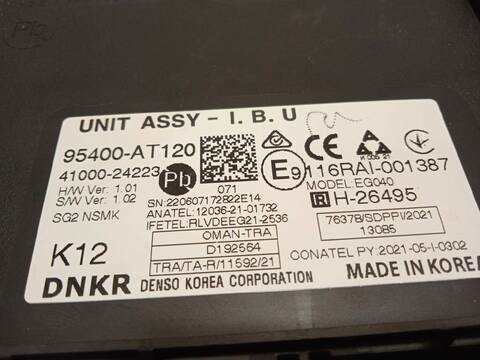 UNIT ASSY - I. B. U
95400-AT120
41000-24223
H/W Ver: 1.01
S/W Ver: 1.02
SG2 NSMK
Pb
071
SN:220607172B22E14
ANATEL: 12036-21-01732
IFETEL: RLVDEEG21-2536
OMAN-TRA
D192564
TRA/TA-R/11592/21
E9
116RAI-001387
MODEL: EG040
R H-26495
7637B/SDPPI/2021
13085
CONATEL PY: 2021-05-I-0302
K12
DNKR
DENSO KOREA CORPORATION
MADE IN KOREA